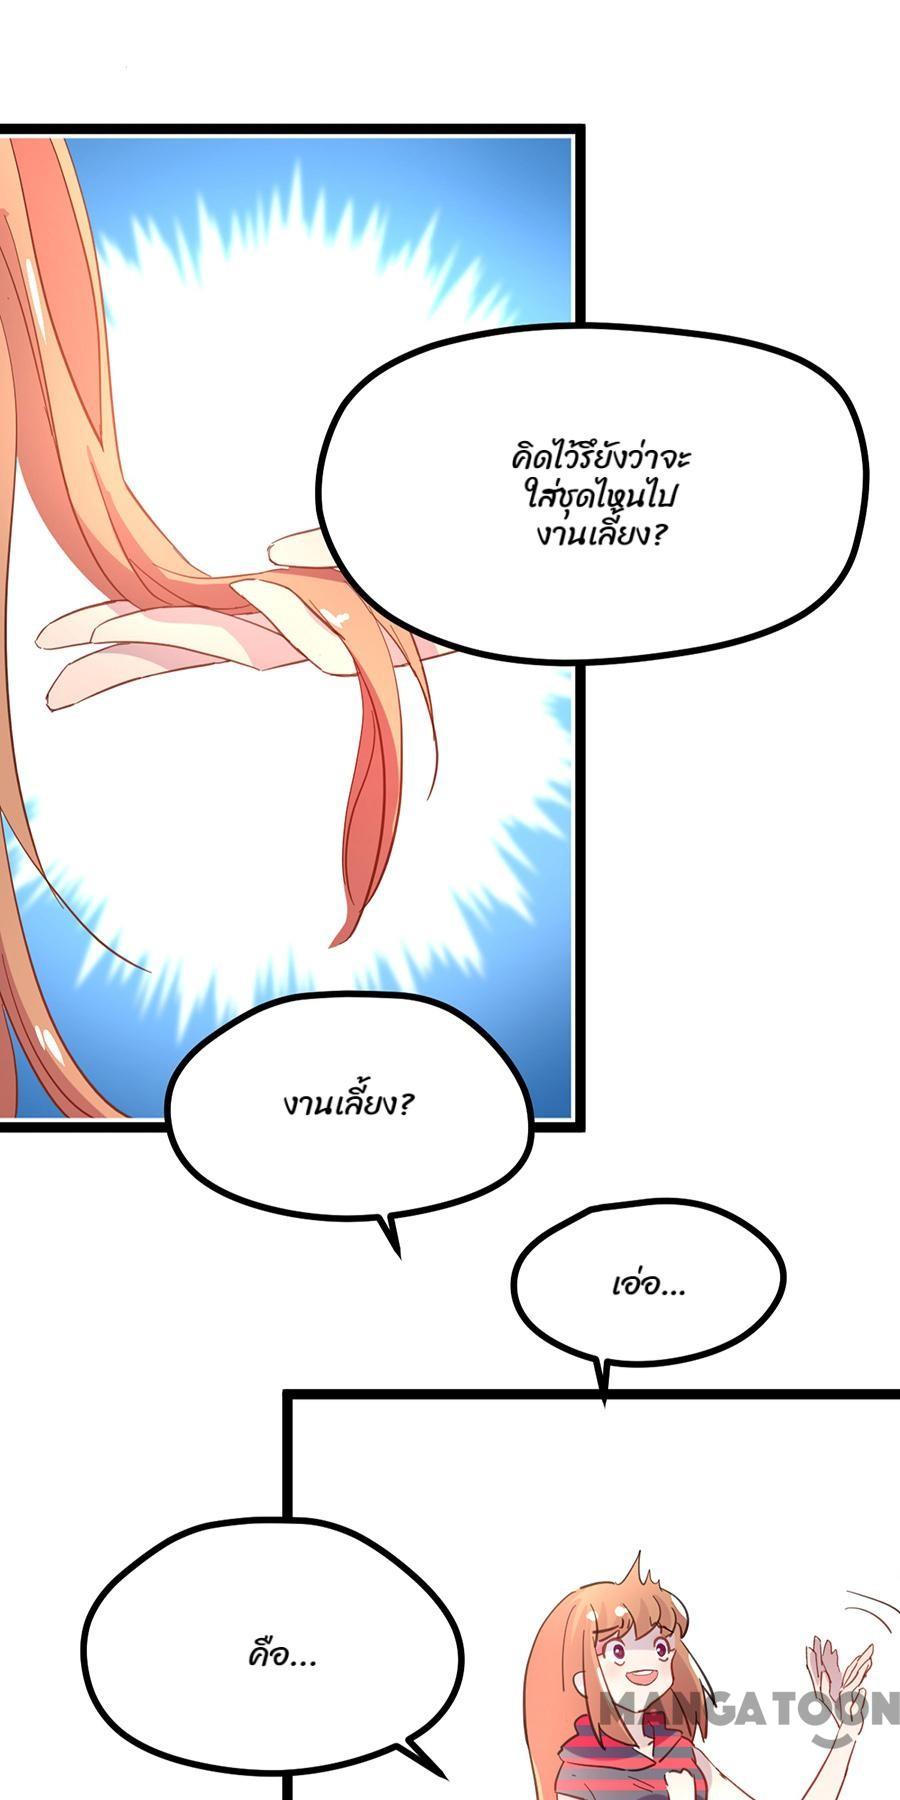 คิดไว้รึยังว่าจะ
ใส่ชุดไหนไป
งานเลี้ยง?
งานเลี้ยง?
เอ่อ...
คือ...
MANGATOON